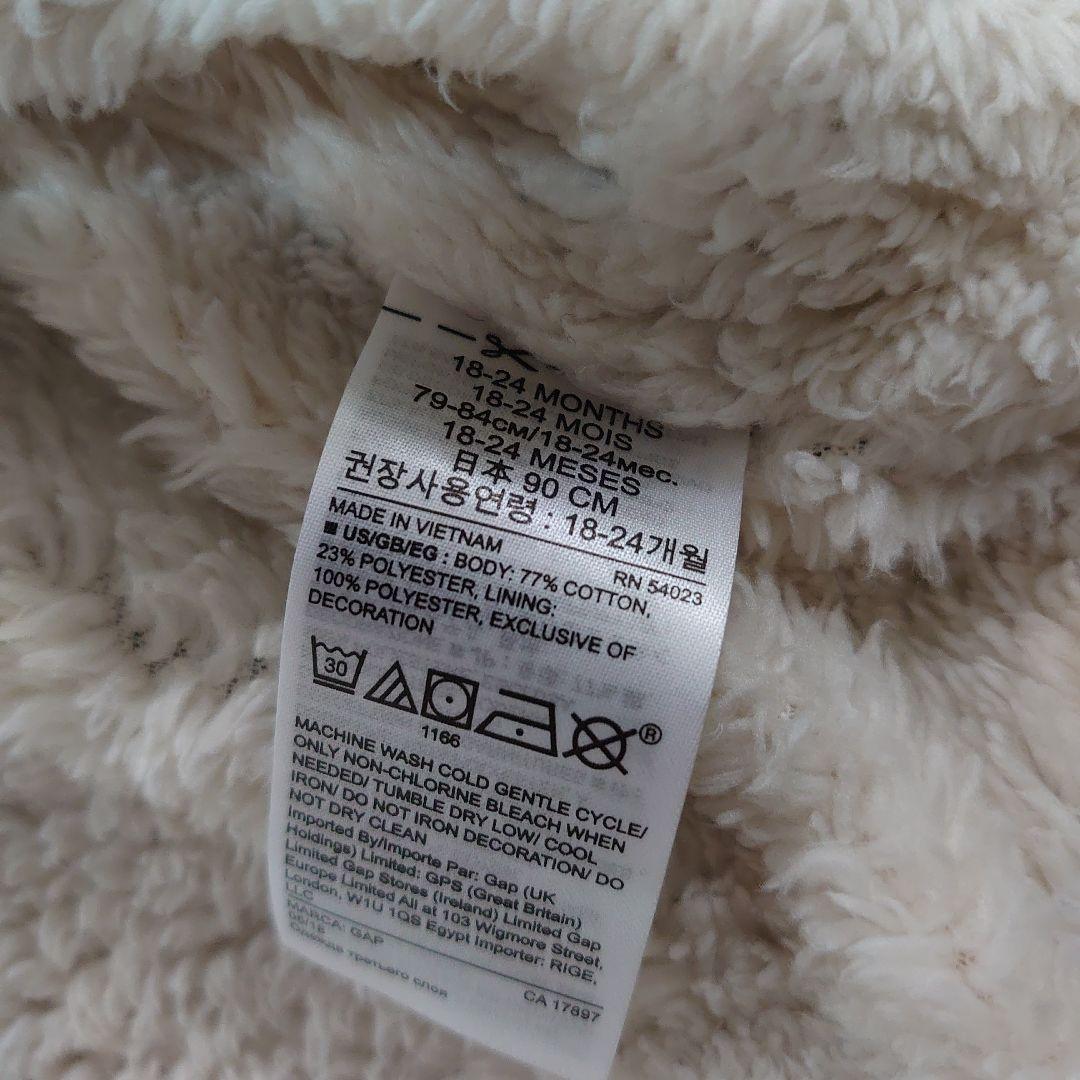 18-24 MONTHS
18-24 MOIS
79-84см/18-24мес.
18-24 MESES
日本 90 CM
권장사용연령 : 18-24개월
MADE IN VIETNAM
RN 54023
■ US/GB/EG : BODY: 77% COTTON,
23% POLYESTER, LINING:
100% POLYESTER, EXCLUSIVE OF
DECORATION
30
1166
®
MACHINE WASH COLD GENTLE CYCLE/
ONLY NON-CHLORINE BLEACH WHEN
NEEDED/ TUMBLE DRY LOW/ COOL
IRON/ DO NOT IRON DECORATION/ DO
NOT DRY CLEAN
Imported By/Importe Par: Gap (UK
Holdings) Limited: GPS (Great Britain)
Limited Gap Stores (Ireland) Limited Gap
Europe Limited All at 103 Wigmore Street,
London, W1U 1QS Egypt Importer: RIGE,
LLC
MARCA: GAP
CA 17897
Одежда третьего слоя